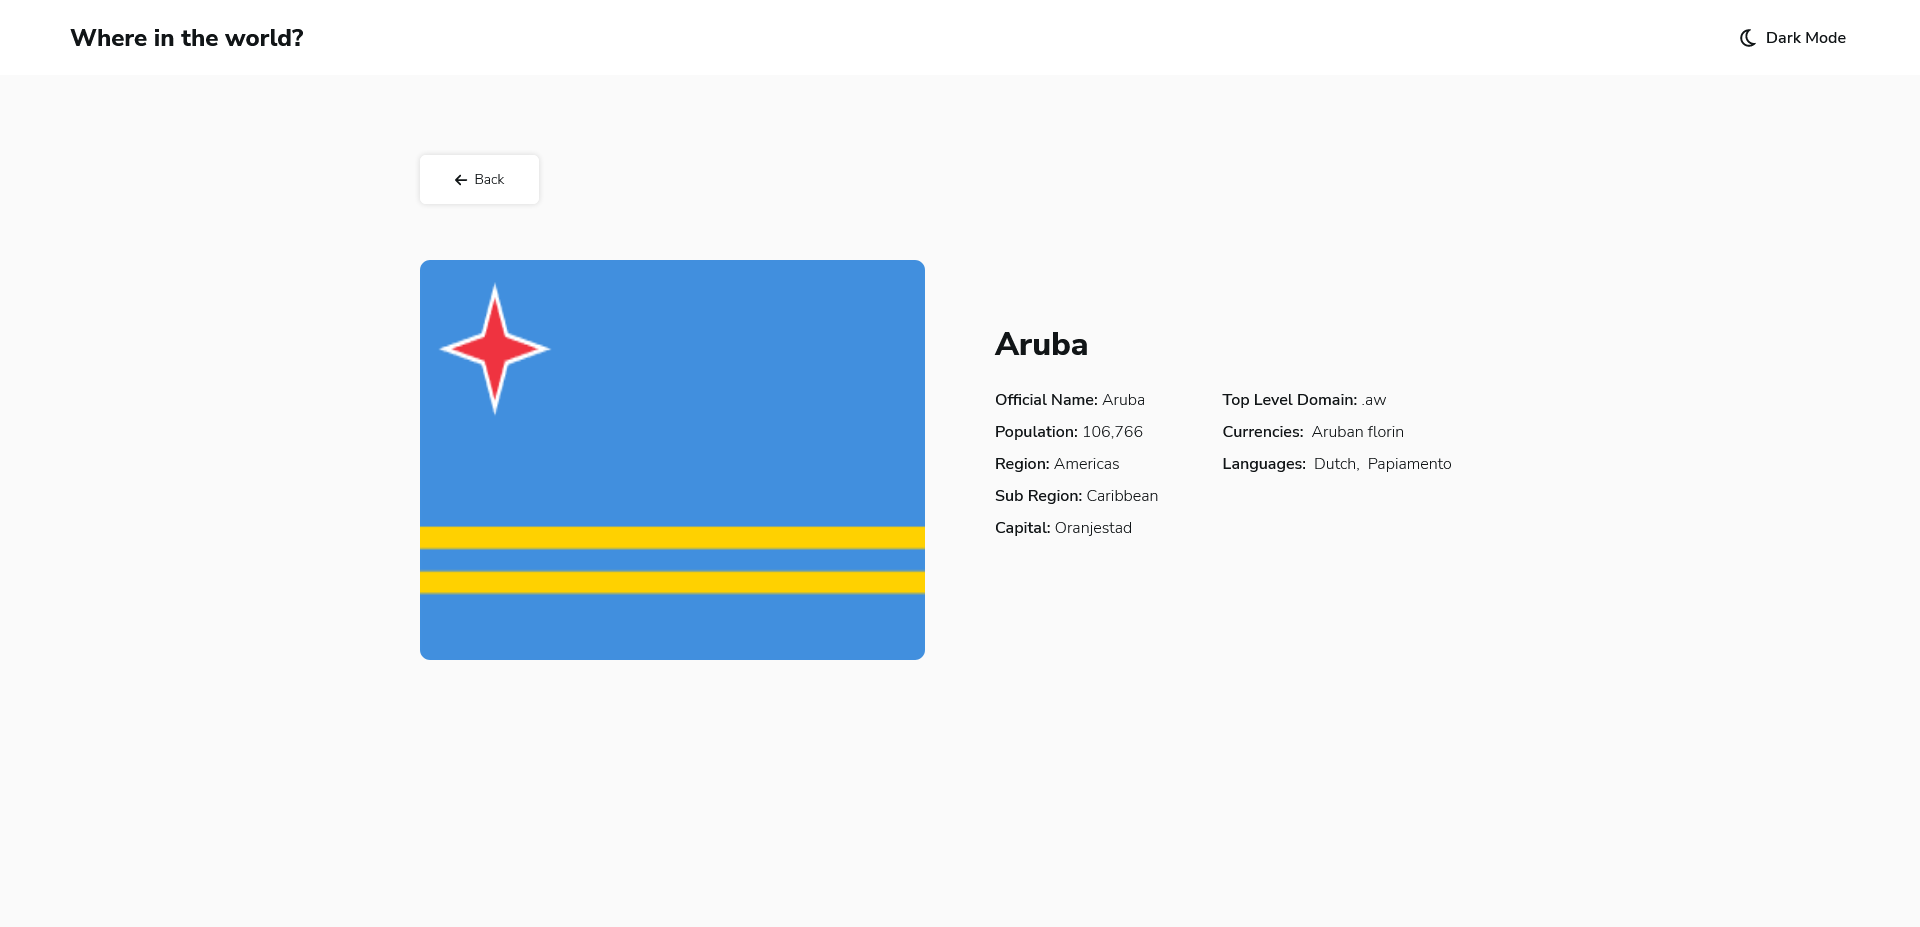 Where in the world?
Dark Mode
Back
Aruba
Official Name: Aruba
Population: 106,766
Region: Americas
Sub Region: Caribbean
Capital: Oranjestad
Top Level Domain: .aw
Currencies: Aruban florin
Languages: Dutch, Papiamento